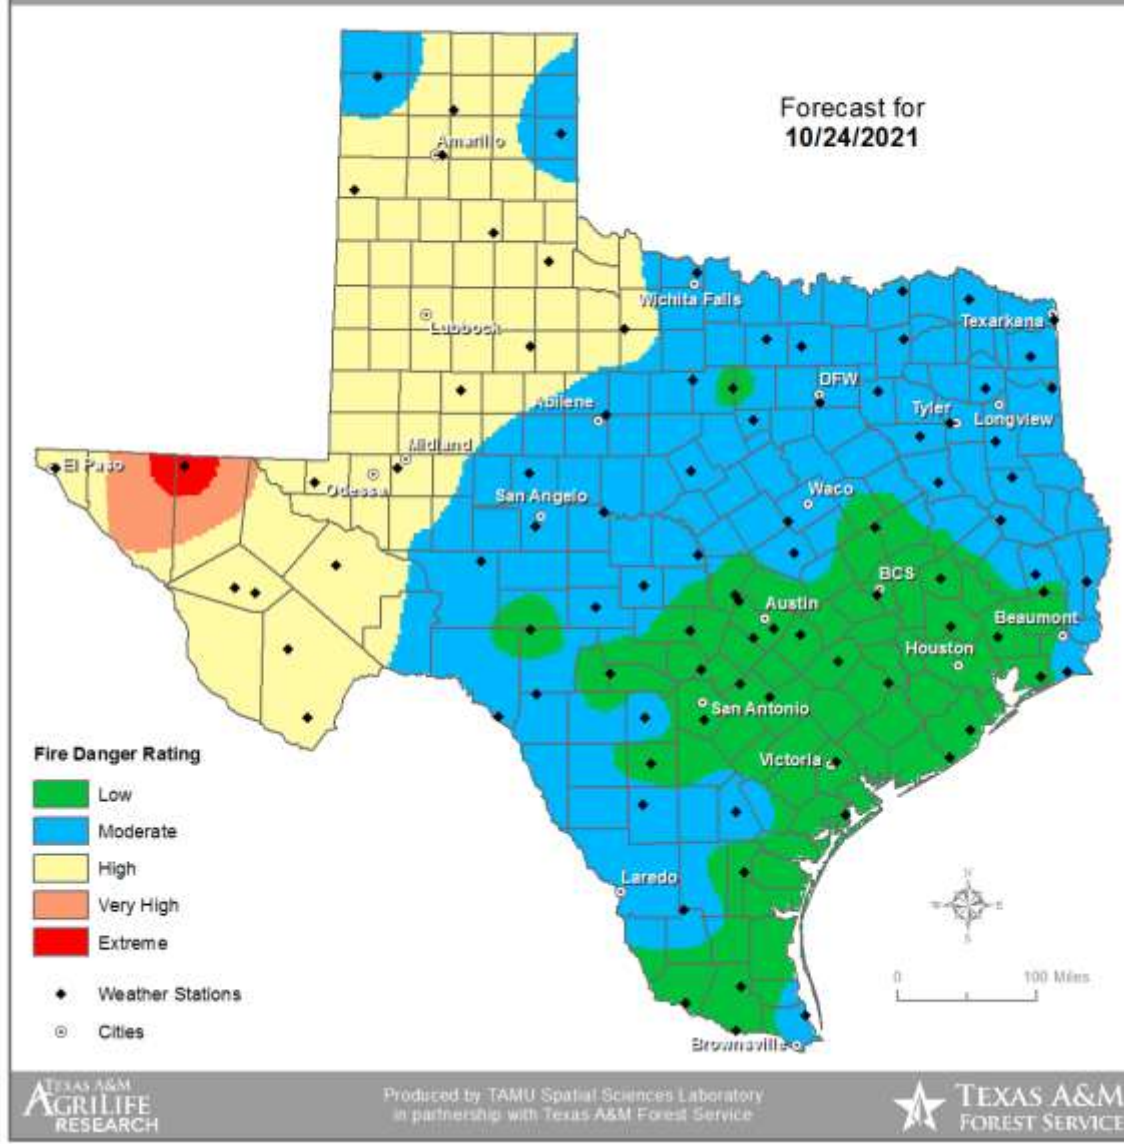 Forecast for
10/24/2021
Amarillo
Wichita Falls
Texarkana
Lubbock
DFW
Abilene
Tyler
Longview
Midland
El Paso
Odessa
San Angelo
Waco
BCS
Austin
Beaumont
Houston
San Antonio
Victoria
Laredo
Brownsville
Fire Danger Rating
Low
Moderate
High
Very High
Extreme
Weather Stations
Cities
N
W E
S
0 100 Miles
TEXAS A&M
AGRILIFE
RESEARCH
Produced by TAMU Spatial Sciences Laboratory
in partnership with Texas A&M Forest Service
TEXAS A&M
FOREST SERVICE